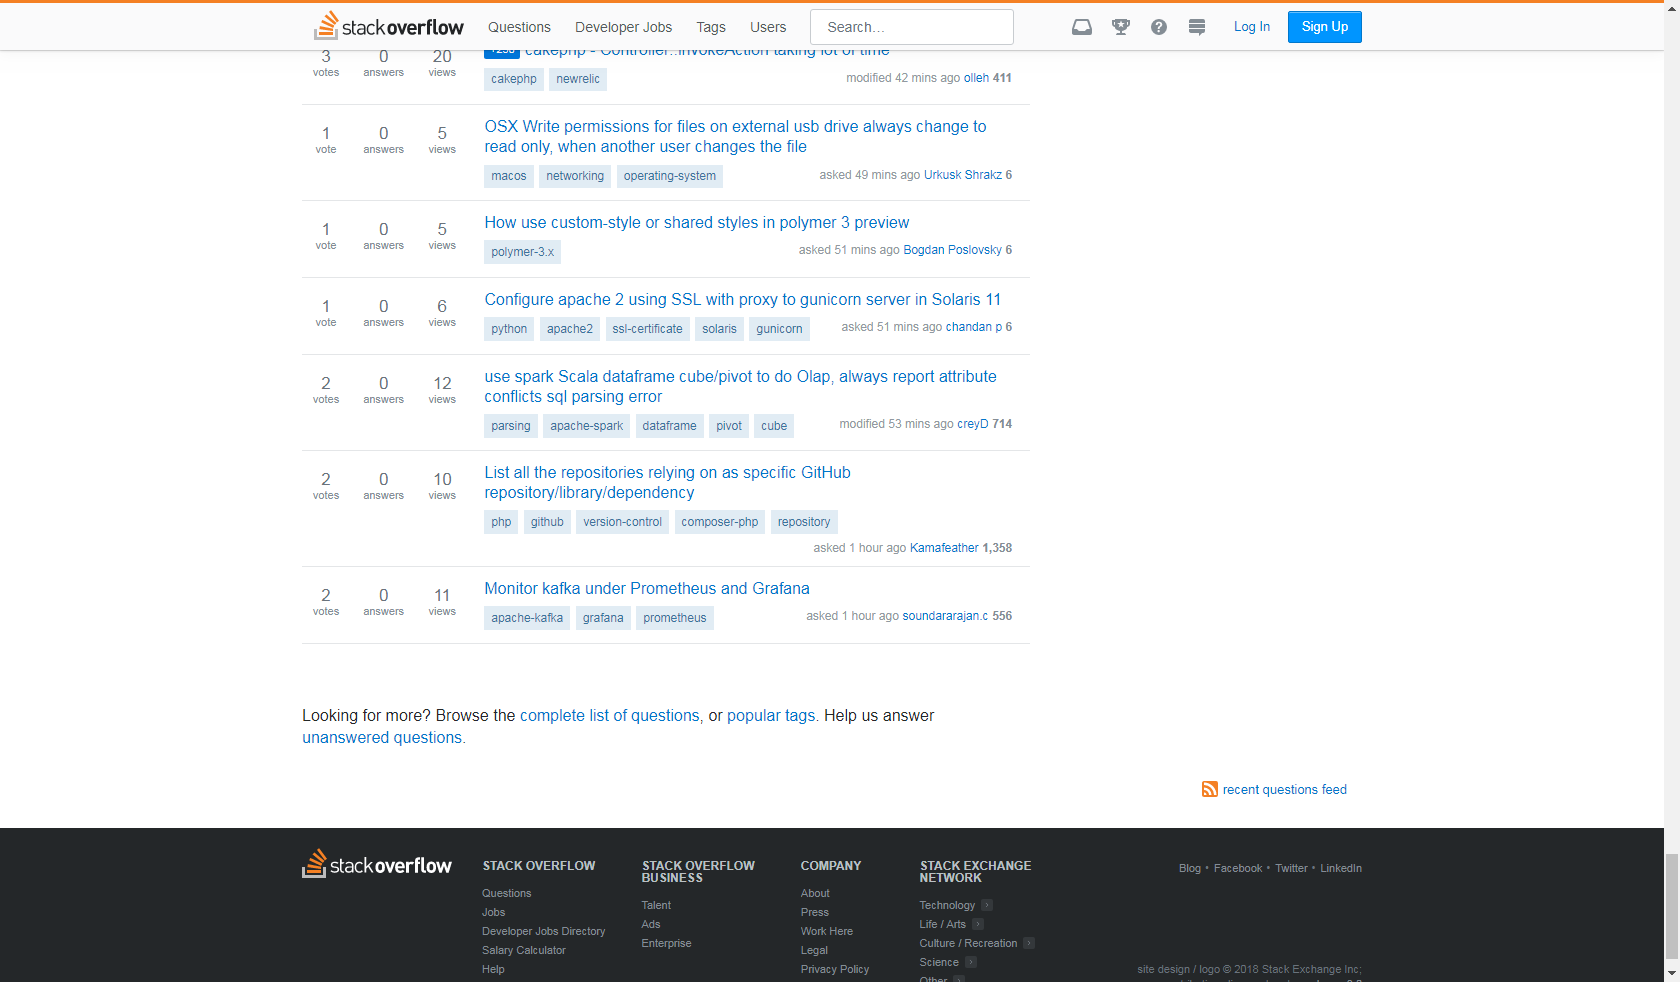 stackoverflow Questions Developer Jobs Tags Users Search... Log In Sign Up
3 votes 0 answers 20 views
cakephp - Controller::invokeAction taking lot of time
cakephp newrelic modified 42 mins ago olleh 411
1 vote 0 answers 5 views
OSX Write permissions for files on external usb drive always change to
read only, when another user changes the file
macos networking operating-system asked 49 mins ago Urkusk Shrakz 6
1 vote 0 answers 5 views
How use custom-style or shared styles in polymer 3 preview
polymer-3.x asked 51 mins ago Bogdan Poslovsky 6
1 vote 0 answers 6 views
Configure apache 2 using SSL with proxy to gunicorn server in Solaris 11
python apache2 ssl-certificate solaris gunicorn asked 51 mins ago chandan p 6
2 votes 0 answers 12 views
use spark Scala dataframe cube/pivot to do Olap, always report attribute
conflicts sql parsing error
parsing apache-spark dataframe pivot cube modified 53 mins ago creyD 714
2 votes 0 answers 10 views
List all the repositories relying on as specific GitHub
repository/library/dependency
php github version-control composer-php repository
asked 1 hour ago Kamafeather 1,358
2 votes 0 answers 11 views
Monitor kafka under Prometheus and Grafana
apache-kafka grafana prometheus asked 1 hour ago soundararajan.c 556
Looking for more? Browse the complete list of questions, or popular tags. Help us answer
unanswered questions.
recent questions feed
stackoverflow
STACK OVERFLOW
Questions
Jobs
Developer Jobs Directory
Salary Calculator
Help
STACK OVERFLOW
BUSINESS
Talent
Ads
Enterprise
COMPANY
About
Press
Work Here
Legal
Privacy Policy
STACK EXCHANGE
NETWORK
Technology
Life / Arts
Culture / Recreation
Science
Other
Blog • Facebook • Twitter • LinkedIn
site design / logo © 2018 Stack Exchange Inc;